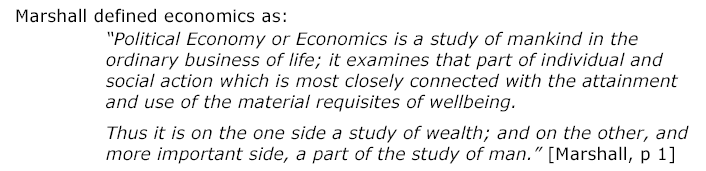 Marshall defined economics as:
“Political Economy or Economics is a study of mankind in the
ordinary business of life; it examines that part of individual and
social action which is most closely connected with the attainment
and use of the material requisites of wellbeing.
Thus it is on the one side a study of wealth; and on the other, and
more important side, a part of the study of man.” [Marshall, p 1]